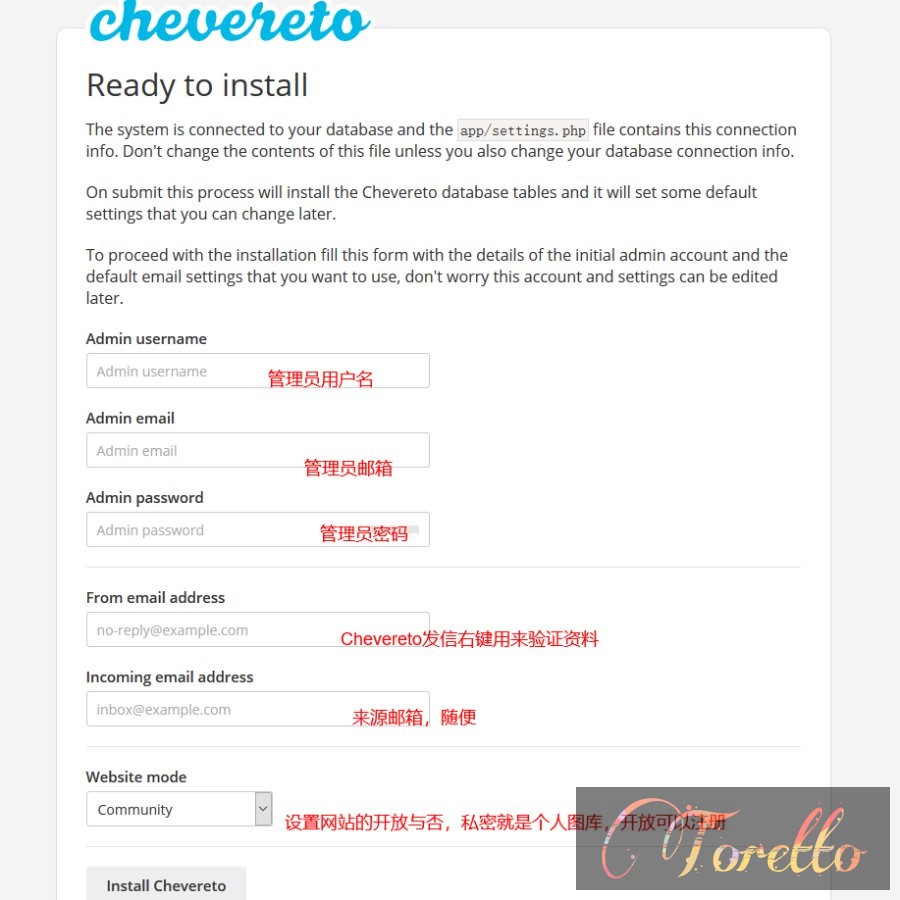 chevereto
Ready to install
The system is connected to your database and the app/settings.php file contains this connection
info. Don't change the contents of this file unless you also change your database connection info.
On submit this process will install the Chevereto database tables and it will set some default
settings that you can change later.
To proceed with the installation fill this form with the details of the initial admin account and the
default email settings that you want to use, don't worry this account and settings can be edited
later.
Admin username
Admin username 管理员用户名
Admin email
Admin email 管理员邮箱
Admin password
Admin password 管理员密码
From email address
no-reply@example.com Chevereto发信右键用来验证资料
Incoming email address
inbox@example.com 来源邮箱，随便
Website mode
Community 设置网站的开放与否，私密就是个人图库，开放可以注册
CTorello
Install Chevereto